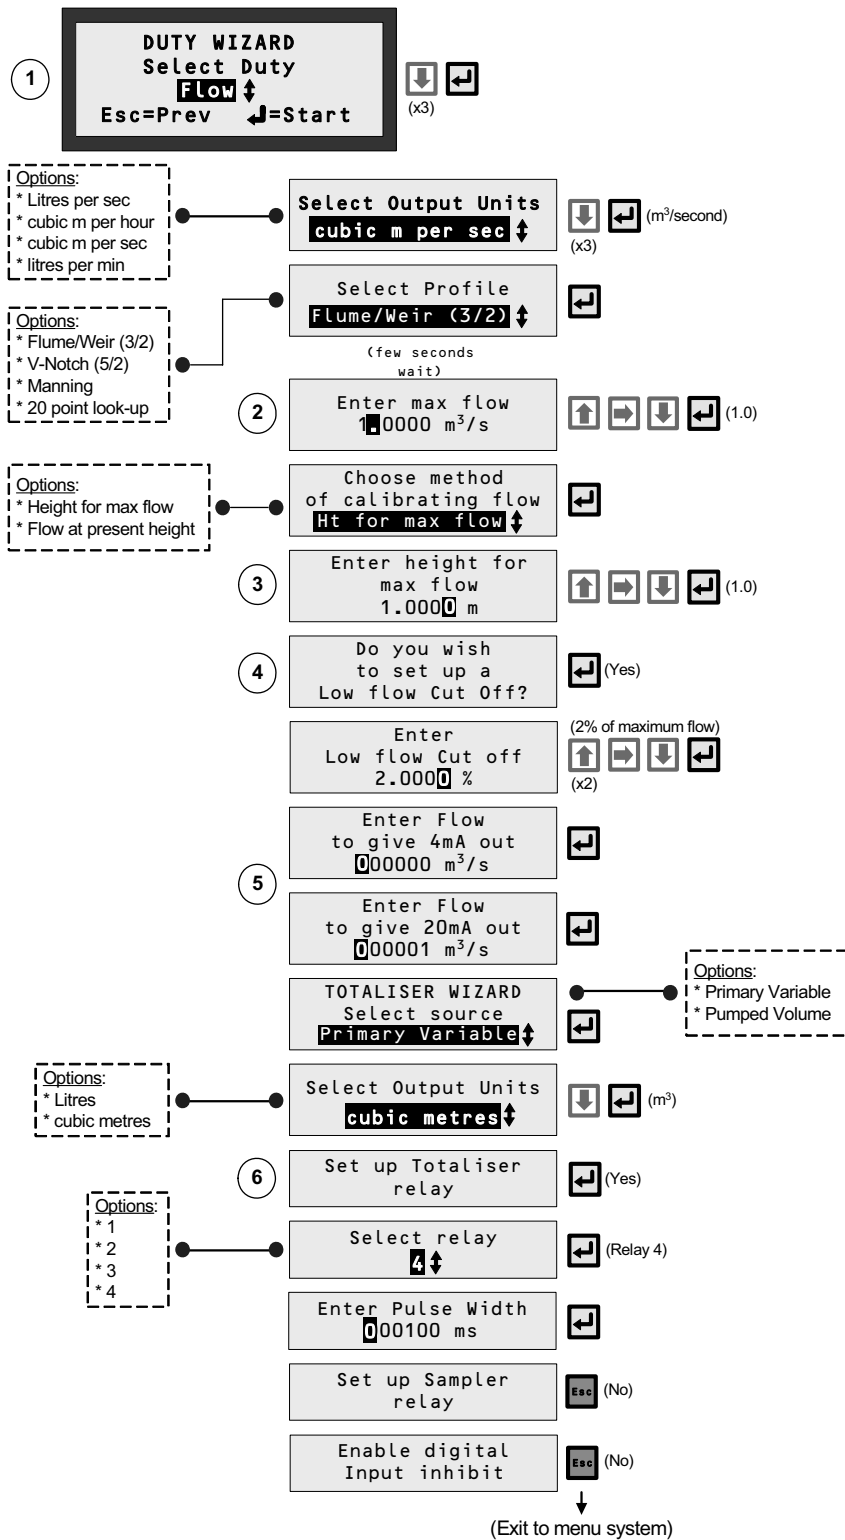 DUTY WIZARD
Select Duty
Flow
Esc=Prev =Start
1
(x3)
Options:
* Litres per sec
* cubic m per hour
* cubic m per sec
* litres per min
Select Output Units
cubic m per sec
(x3)
(m³/second)
Options:
* Flume/Weir (3/2)
* V-Notch (5/2)
* Manning
* 20 point look-up
Select Profile
Flume/Weir (3/2)
(few seconds
wait)
2
Enter max flow
1.0000 m³/s
(1.0)
Options:
* Height for max flow
* Flow at present height
Choose method
of calibrating flow
Ht for max flow
3
Enter height for
max flow
1.0000 m
(1.0)
4
Do you wish
to set up a
Low flow Cut Off?
(Yes)
Enter
Low flow Cut off
2.0000 %
(2% of maximum flow)
(x2)
5
Enter Flow
to give 4mA out
000000 m³/s
Enter Flow
to give 20mA out
000001 m³/s
TOTALISER WIZARD
Select source
Primary Variable
Options:
* Primary Variable
* Pumped Volume
Options:
* Litres
* cubic metres
Select Output Units
cubic metres
(m³)
6
Set up Totaliser
relay
(Yes)
Options:
* 1
* 2
* 3
* 4
Select relay
4
(Relay 4)
Enter Pulse Width
000100 ms
Set up Sampler
relay
Esc
(No)
Enable digital
Input inhibit
Esc
(No)
(Exit to menu system)